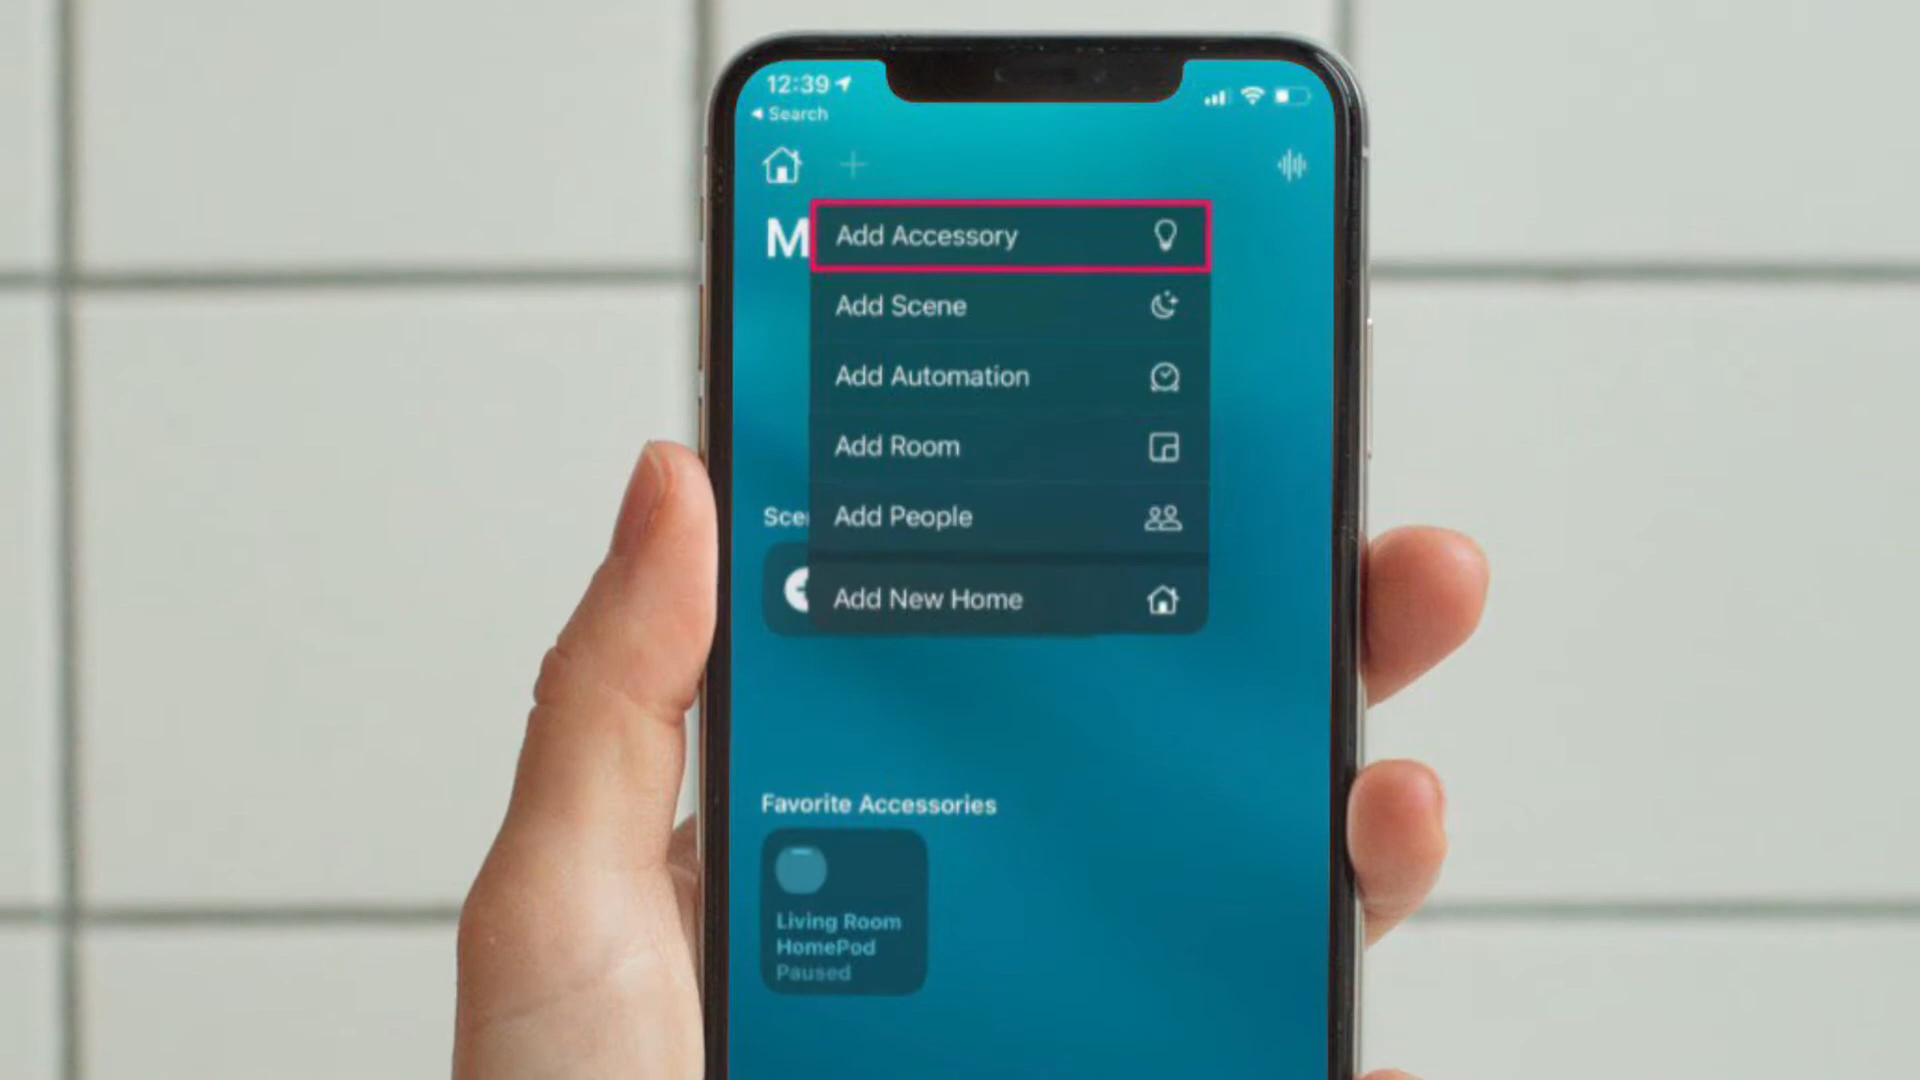 12:39
Search
M
Add Accessory
Add Scene
Add Automation
Add Room
Scen
Add People
Add New Home
Favorite Accessories
Living Room
HomePod
Paused